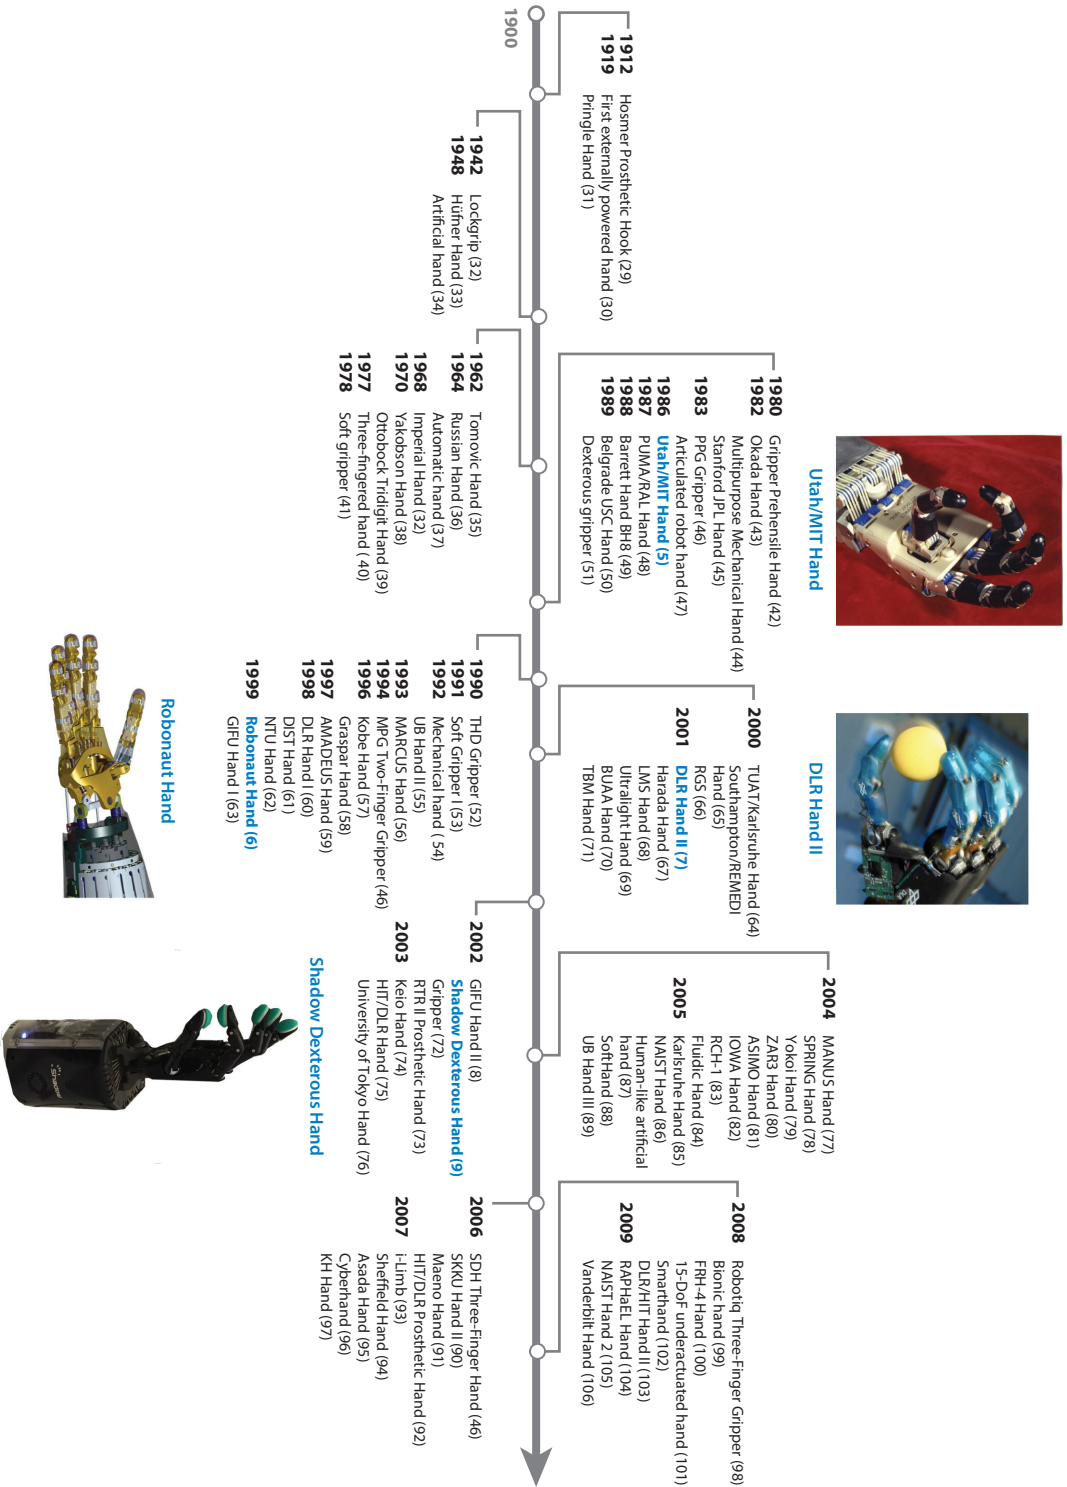 1900
1912 Hosmer Prosthetic Hook (29)
1919 First externally powered hand (30)
Pringle Hand (31)
1942 Lockgrip (32)
1948 Hüfner Hand (33)
Artificial hand (34)
1962 Tomovic Hand (35)
1964 Russian Hand (36)
Automatic hand (37)
1968 Imperial Hand (32)
1970 Yakobson Hand (38)
Ottobock Tridigit Hand (39)
1977 Three-fingered hand ( 40)
1978 Soft gripper (41)
Utah/MIT Hand
1980 Gripper Prehensile Hand (42)
1982 Okada Hand (43)
Multipurpose Mechanical Hand (44)
Stanford JPL Hand (45)
1983 PPG Gripper (46)
Articulated robot hand (47)
1986 Utah/MIT Hand (5)
1987 PUMA/RAL Hand (48)
1988 Barrett Hand BH8 (49)
1989 Belgrade USC Hand (50)
Dexterous gripper (51)
1990 THD Gripper (52)
1991 Soft Gripper I (53)
1992 Mechanical hand ( 54)
UB Hand II (55)
1993 MARCUS Hand (56)
1994 MPG Two-Finger Gripper (46)
1996 Kobe Hand (57)
Graspar Hand (58)
1997 AMADEUS Hand (59)
1998 DLR Hand I (60)
DIST Hand (61)
NTU Hand (62)
1999 Robonaut Hand (6)
GIFU Hand I (63)
Robonaut Hand
DLR Hand II
2000 TUAT/Karlsruhe Hand (64)
Southampton/REMEDI
Hand (65)
RGS (66)
2001 DLR Hand II (7)
Harada Hand (67)
LMS Hand (68)
Ultralight Hand (69)
BUAA Hand (70)
TBM Hand (71)
2002 GIFU Hand II (8)
Shadow Dexterous Hand (9)
Gripper (72)
RTR II Prosthetic Hand (73)
2003 Keio Hand (74)
HIT/DLR Hand (75)
University of Tokyo Hand (76)
Shadow Dexterous Hand
2004 MANUS Hand (77)
SPRING Hand (78)
Yokoi Hand (79)
ZAR3 Hand (80)
ASIMO Hand (81)
IOWA Hand (82)
RCH-1 (83)
Fluidic Hand (84)
2005 Karlsruhe Hand (85)
NAIST Hand (86)
Human-like artificial
hand (87)
SoftHand (88)
UB Hand III (89)
2006 SDH Three-Finger Hand (46)
SKKU Hand II (90)
Maeno Hand (91)
HIT/DLR Prosthetic Hand (92)
2007 i-Limb (93)
Sheffield Hand (94)
Asada Hand (95)
Cyberhand (96)
KH Hand (97)
2008 Robotiq Three-Finger Gripper (98)
Bionic hand (99)
FRH-4 Hand (100)
15-DoF underactuated hand (101)
Smarthand (102)
DLR/HIT Hand II (103)
2009 RAPHaEL Hand (104)
NAIST Hand 2 (105)
Vanderbilt Hand (106)